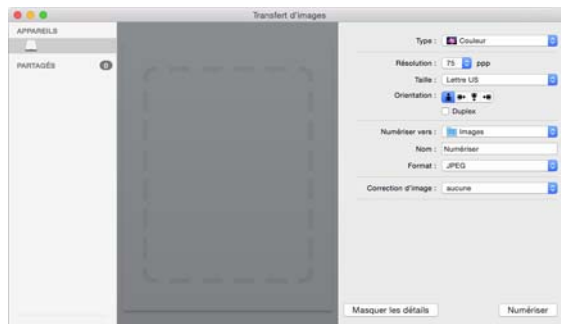 Transfert d'images
APPAREILS
PARTAGÉS 0
Type : Couleur
Résolution : 75 ppp
Taille : Lettre US
Orientation :
Duplex
Numériser vers : Images
Nom : Numériser
Format : JPEG
Correction d'image : aucune
Masquer les détails Numériser